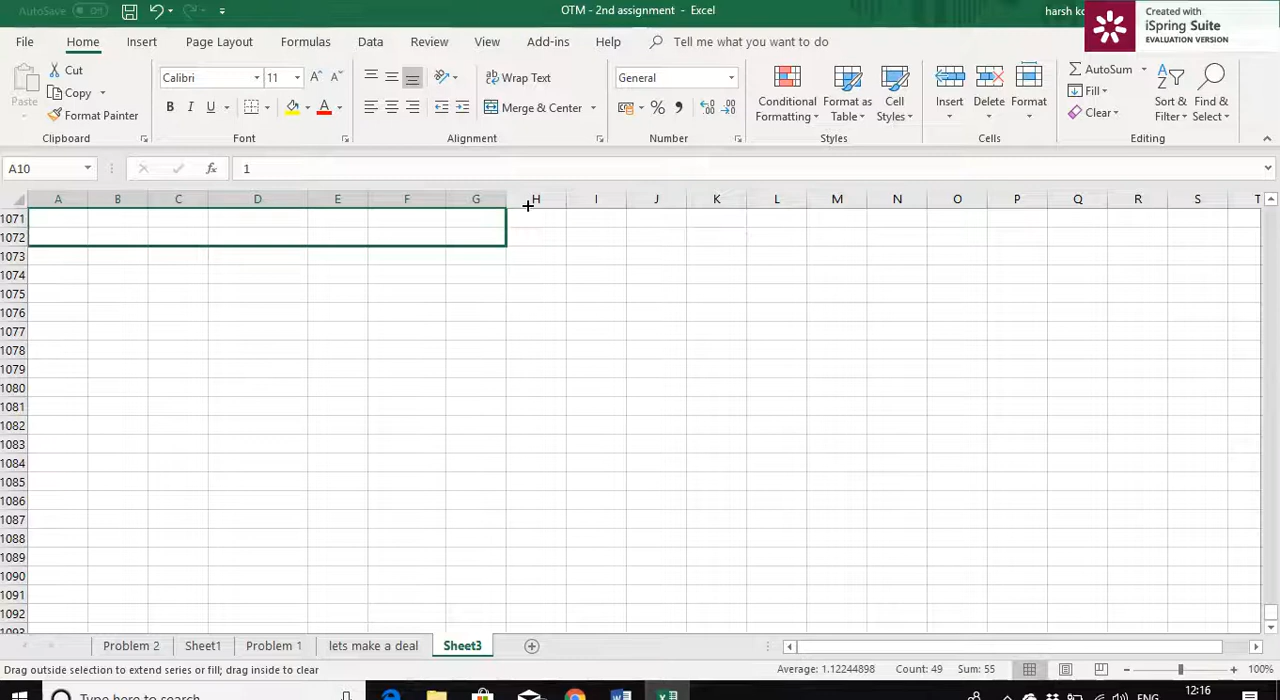 AutoSave Off OTM - 2nd assignment - Excel harsh Created with
iSpring Suite
EVALUATION VERSION
File Home Insert Page Layout Formulas Data Review View Add-ins Help Tell me what you want to do
Paste Cut Copy Format Painter
Clipboard
Calibri 11 A A
B I U A
Font
ab Wrap Text
Merge & Center
Alignment
General
% ,
Number
Conditional Formatting Format as Table Cell Styles
Styles
Insert Delete Format
Cells
AutoSum Fill Clear Sort & Filter Find & Select
Editing
A10 fx 1
A B C D E F G H I J K L M N O P Q R S T
1071
1072
1073
1074
1075
1076
1077
1078
1079
1080
1081
1082
1083
1084
1085
1086
1087
1088
1089
1090
1091
1092
1093
Problem 2 Sheet1 Problem 1 lets make a deal Sheet3
Drag outside selection to extend series or fill; drag inside to clear Average: 1.12244898 Count: 49 Sum: 55 100%
Type here to search ENG 12:16